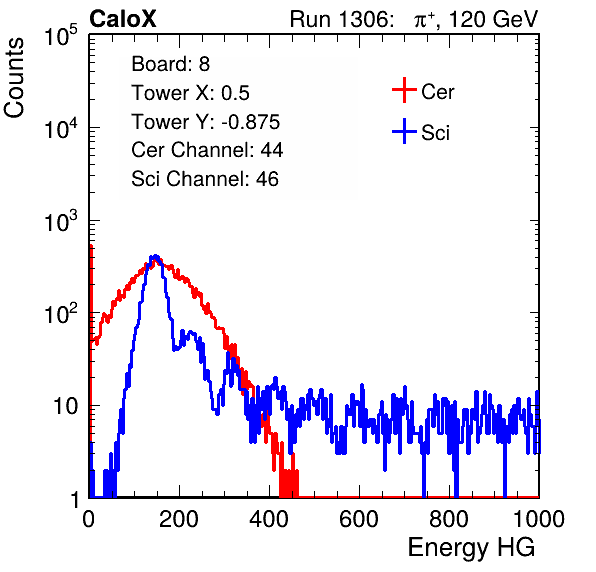 CaloX Run 1306: π⁺, 120 GeV
Board: 8
Tower X: 0.5
Tower Y: -0.875
Cer Channel: 44
Sci Channel: 46
Cer
Sci
Counts
10⁵
10⁴
10³
10²
10
1
0 200 400 600 800 1000
Energy HG